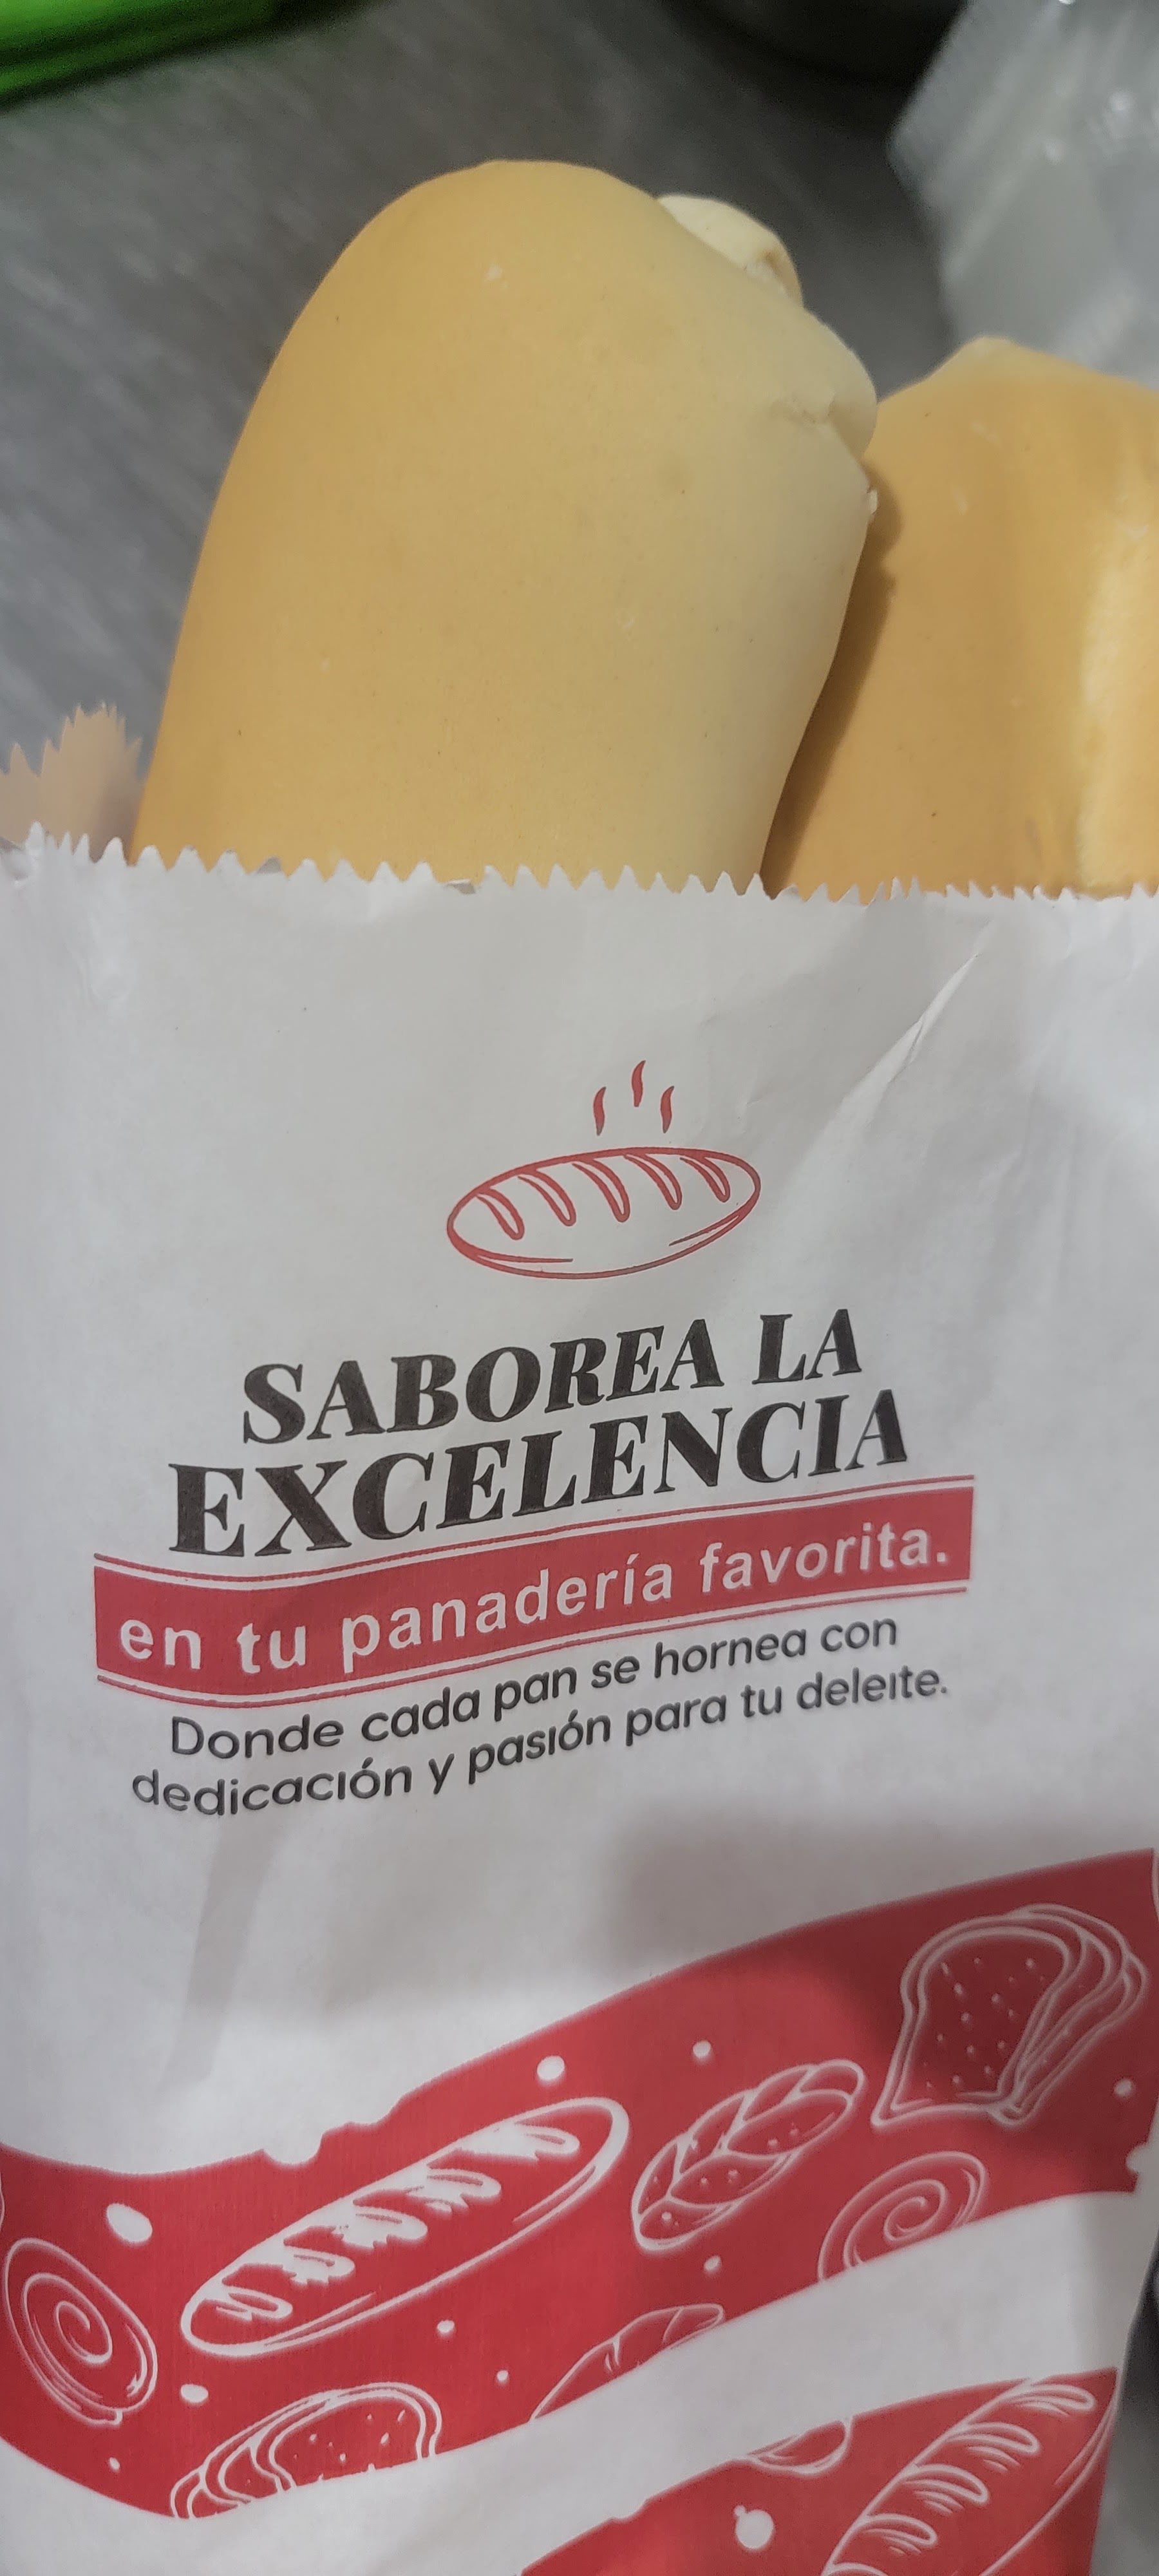 SABOREA LA
EXCELENCIA
en tu panadería favorita.
Donde cada pan se hornea con
dedicación y pasión para tu deleite.